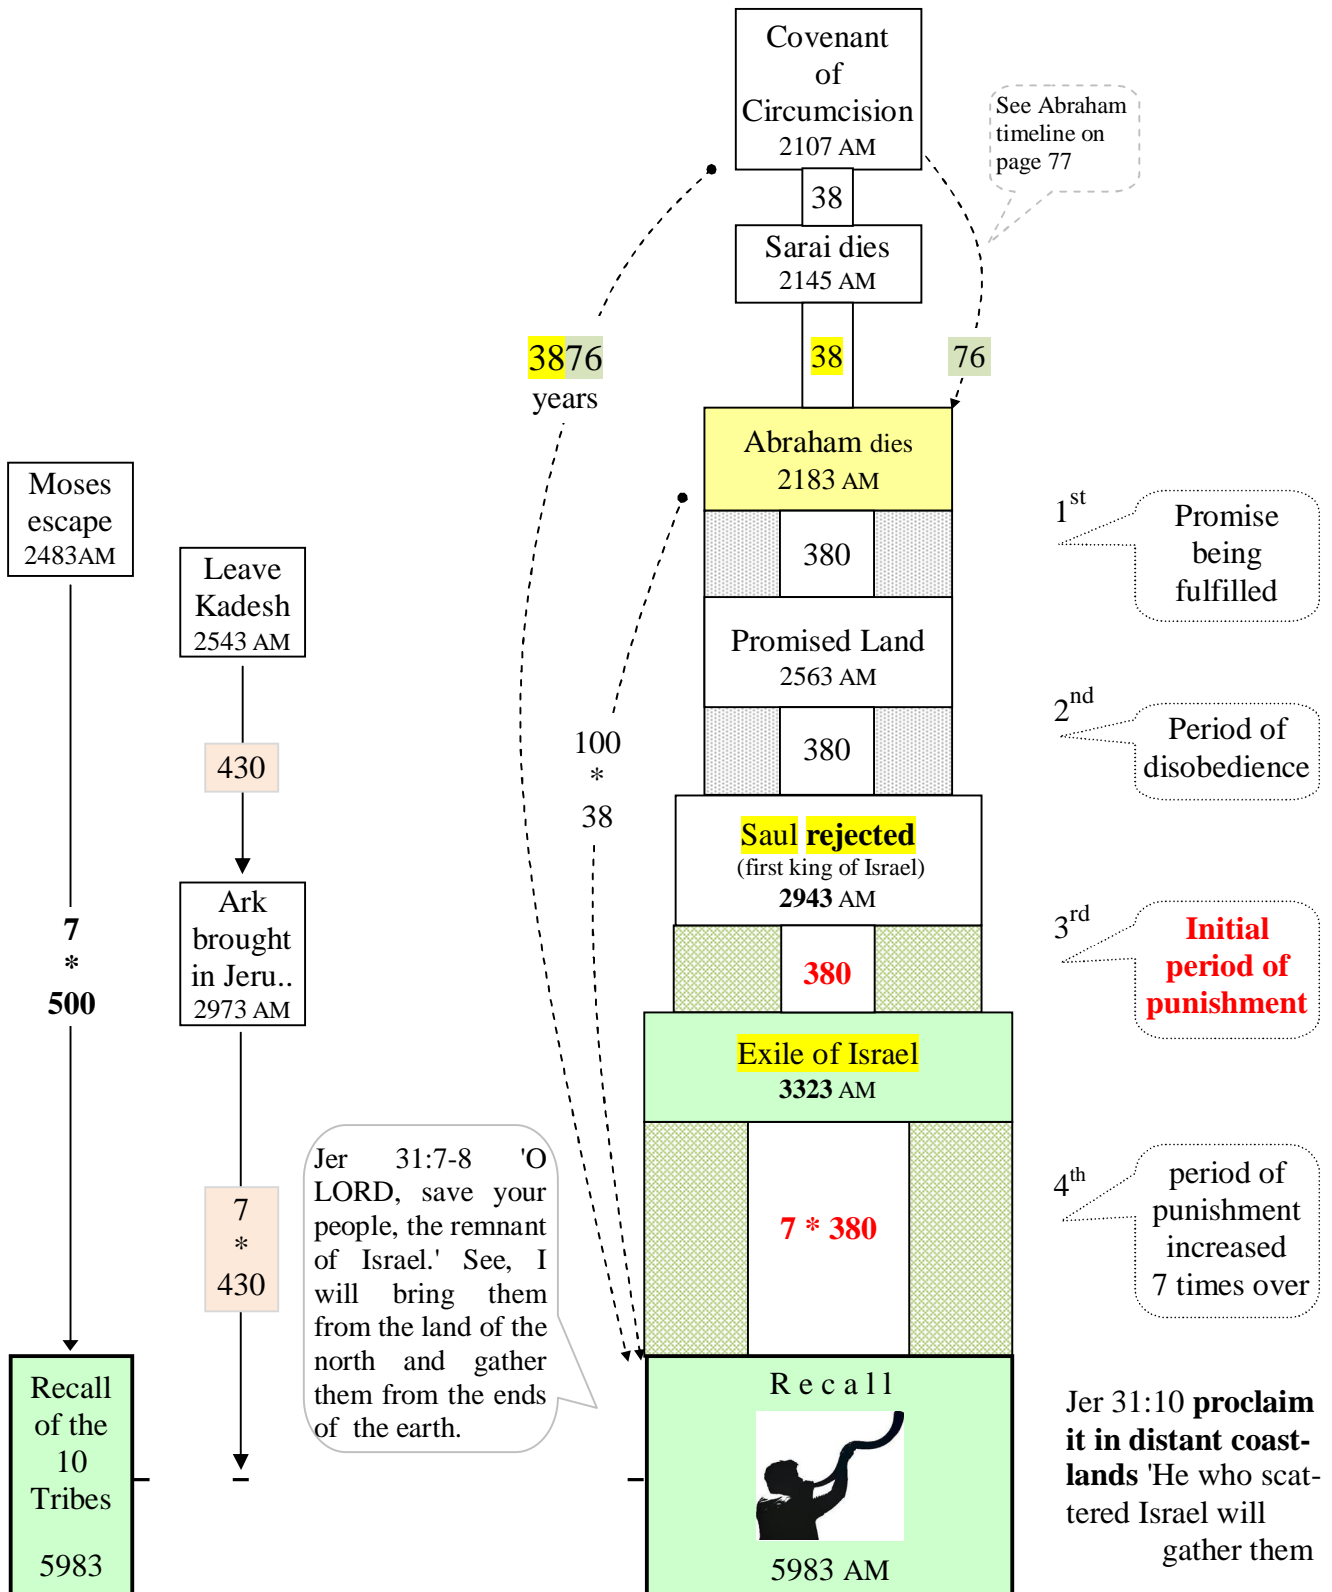 Covenant
of
Circumcision
2107 AM
See Abraham
timeline on
page 77
38
Sarai dies
2145 AM
3876
years
38
76
Abraham dies
2183 AM
Moses
escape
2483AM
Leave
Kadesh
2543 AM
380
1st
Promise
being
fulfilled
Promised Land
2563 AM
430
100
*
38
380
2nd
Period of
disobedience
Saul rejected
(first king of Israel)
2943 AM
7
*
500
Ark
brought
in Jeru..
2973 AM
380
3rd
Initial
period of
punishment
Exile of Israel
3323 AM
7
*
430
Jer 31:7-8 'O
LORD, save your
people, the remnant
of Israel.' See, I
will bring them
from the land of the
north and gather
them from the ends
of the earth.
7 * 380
4th
period of
punishment
increased
7 times over
Recall
of the
10
Tribes
5983
Recall
5983 AM
Jer 31:10 proclaim
it in distant coast-
lands 'He who scat-
tered Israel will
gather them